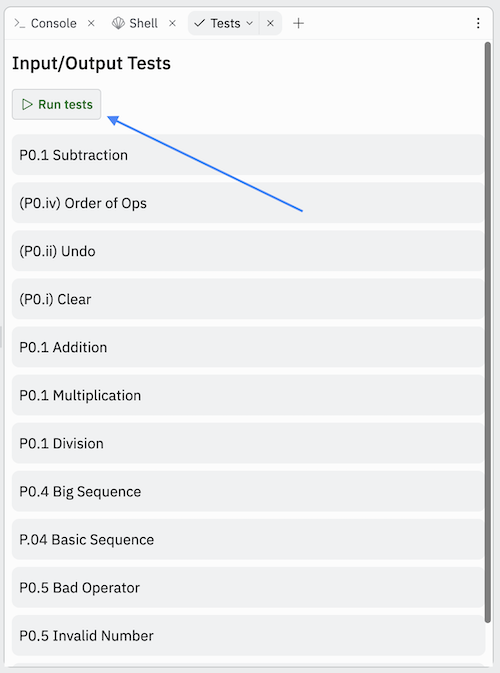 Console Shell Tests
Input/Output Tests
Run tests
P0.1 Subtraction
(P0.iv) Order of Ops
(P0.ii) Undo
(P0.i) Clear
P0.1 Addition
P0.1 Multiplication
P0.1 Division
P0.4 Big Sequence
P.04 Basic Sequence
P0.5 Bad Operator
P0.5 Invalid Number